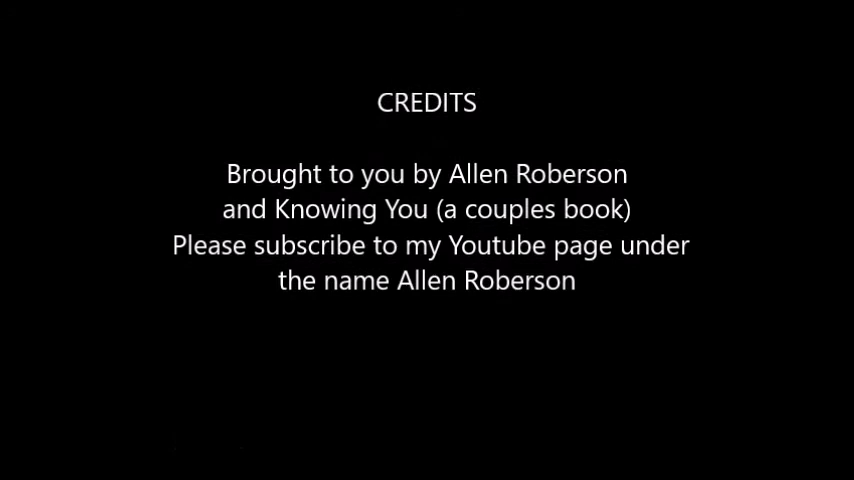 CREDITS
Brought to you by Allen Roberson
and Knowing You (a couples book)
Please subscribe to my Youtube page under
the name Allen Roberson